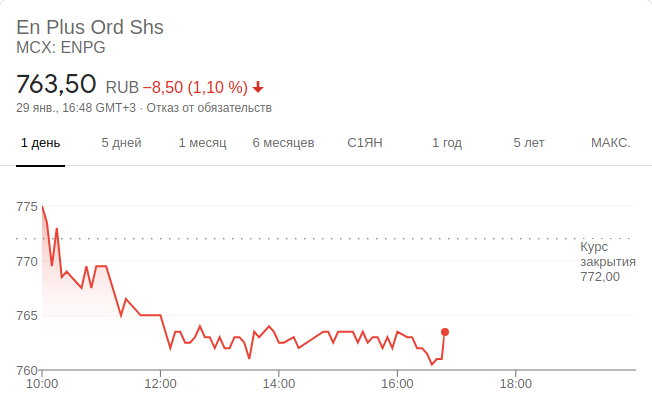 En Plus Ord Shs
MCX: ENPG
763,50 RUB −8,50 (1,10 %)
29 янв., 16:48 GMT+3 · Отказ от обязательств
1 день 5 дней 1 месяц 6 месяцев С1ЯН 1 год 5 лет МАКС.
775
770
765
760
Курс
закрытия
772,00
10:00 12:00 14:00 16:00 18:00